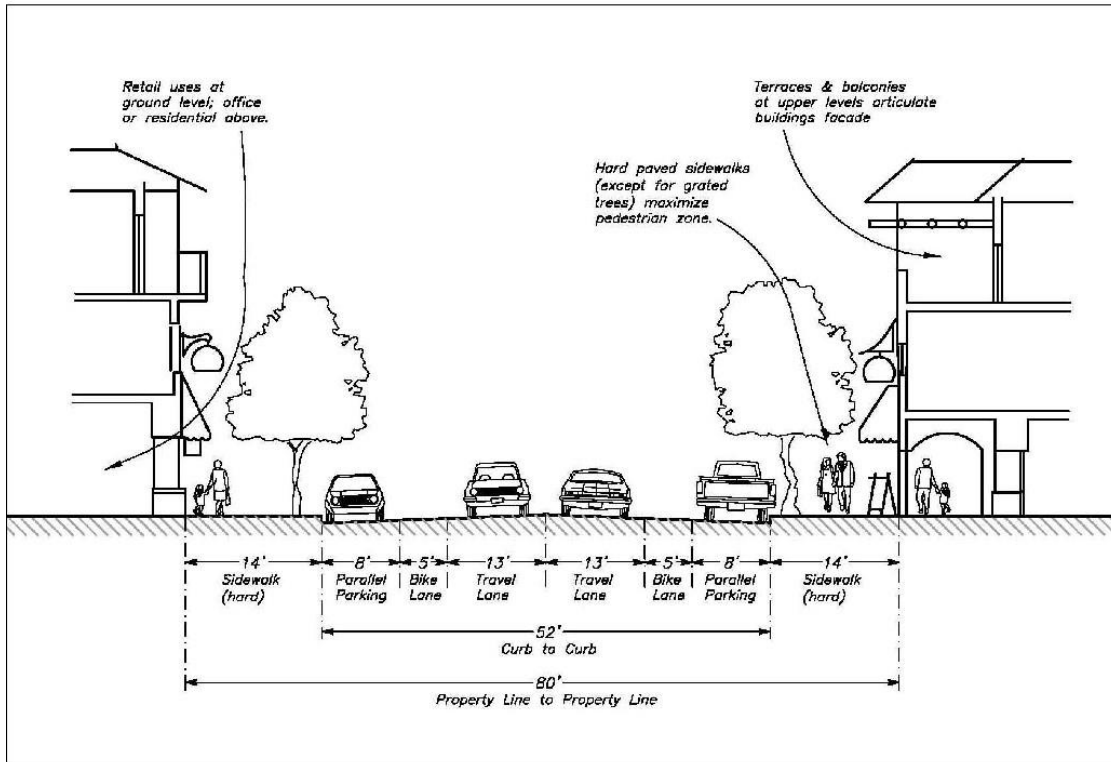 Retail uses at
ground level; office
or residential above.
Terraces & balconies
at upper levels articulate
buildings facade
Hard paved sidewalks
(except for grated
trees) maximize
pedestrian zone.
14' 8' 5' 13' 13' 5' 8' 14'
Sidewalk Parallel Bike Travel Travel Bike Parallel Sidewalk
(hard) Parking Lane Lane Lane Lane Parking (hard)
52'
Curb to Curb
80'
Property Line to Property Line